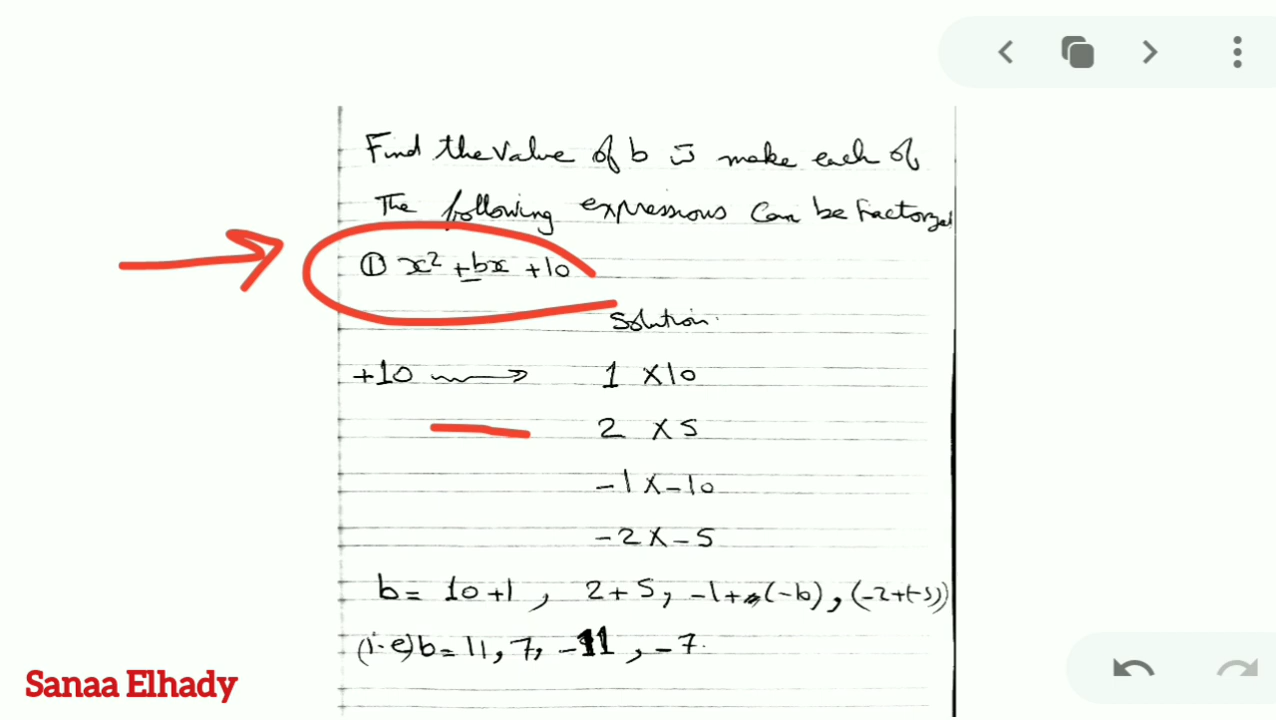 Find the value of b is make each of
The following expressions Can be Factorized
① x² + bx + 10
Solution.
+10 → 1 × 10
2 × 5
-1 × -10
-2 × -5
b = 10 + 1 , 2 + 5 , -1 + (-b) , (-2 + (-5))
(i.e) b = 11 , 7 , -11 , -7.
Sanaa Elhady